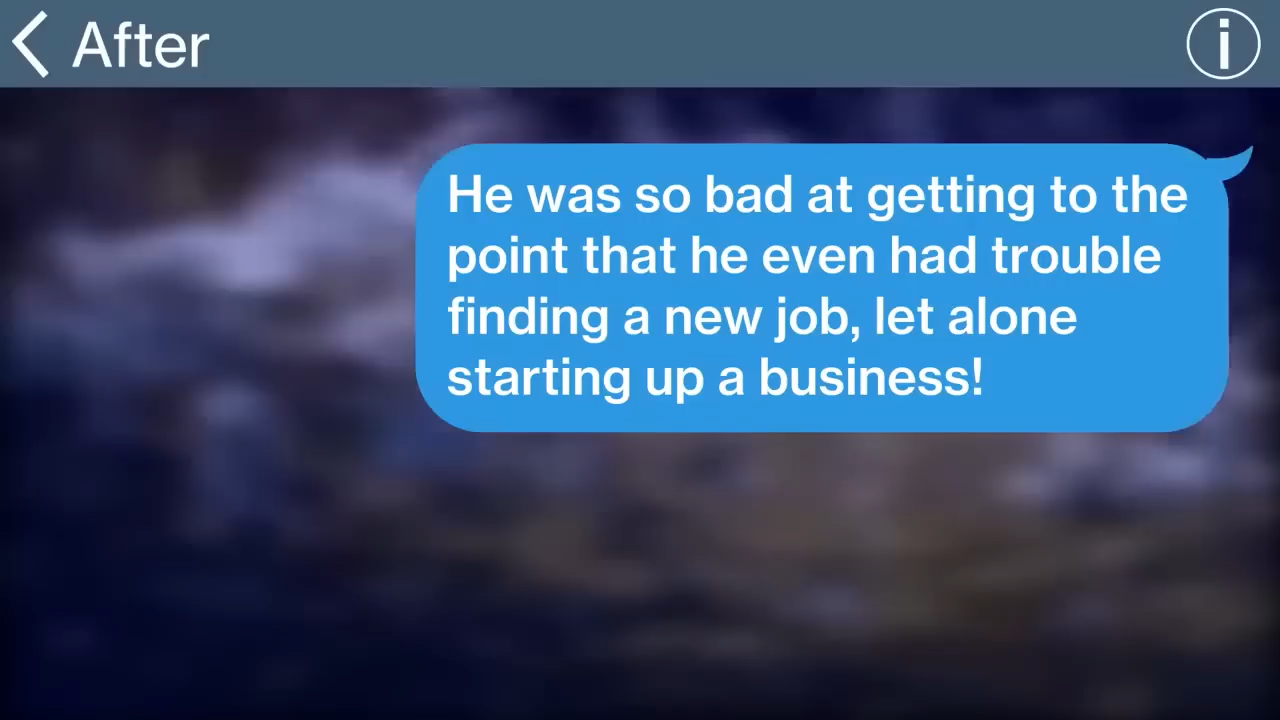 After
He was so bad at getting to the
point that he even had trouble
finding a new job, let alone
starting up a business!